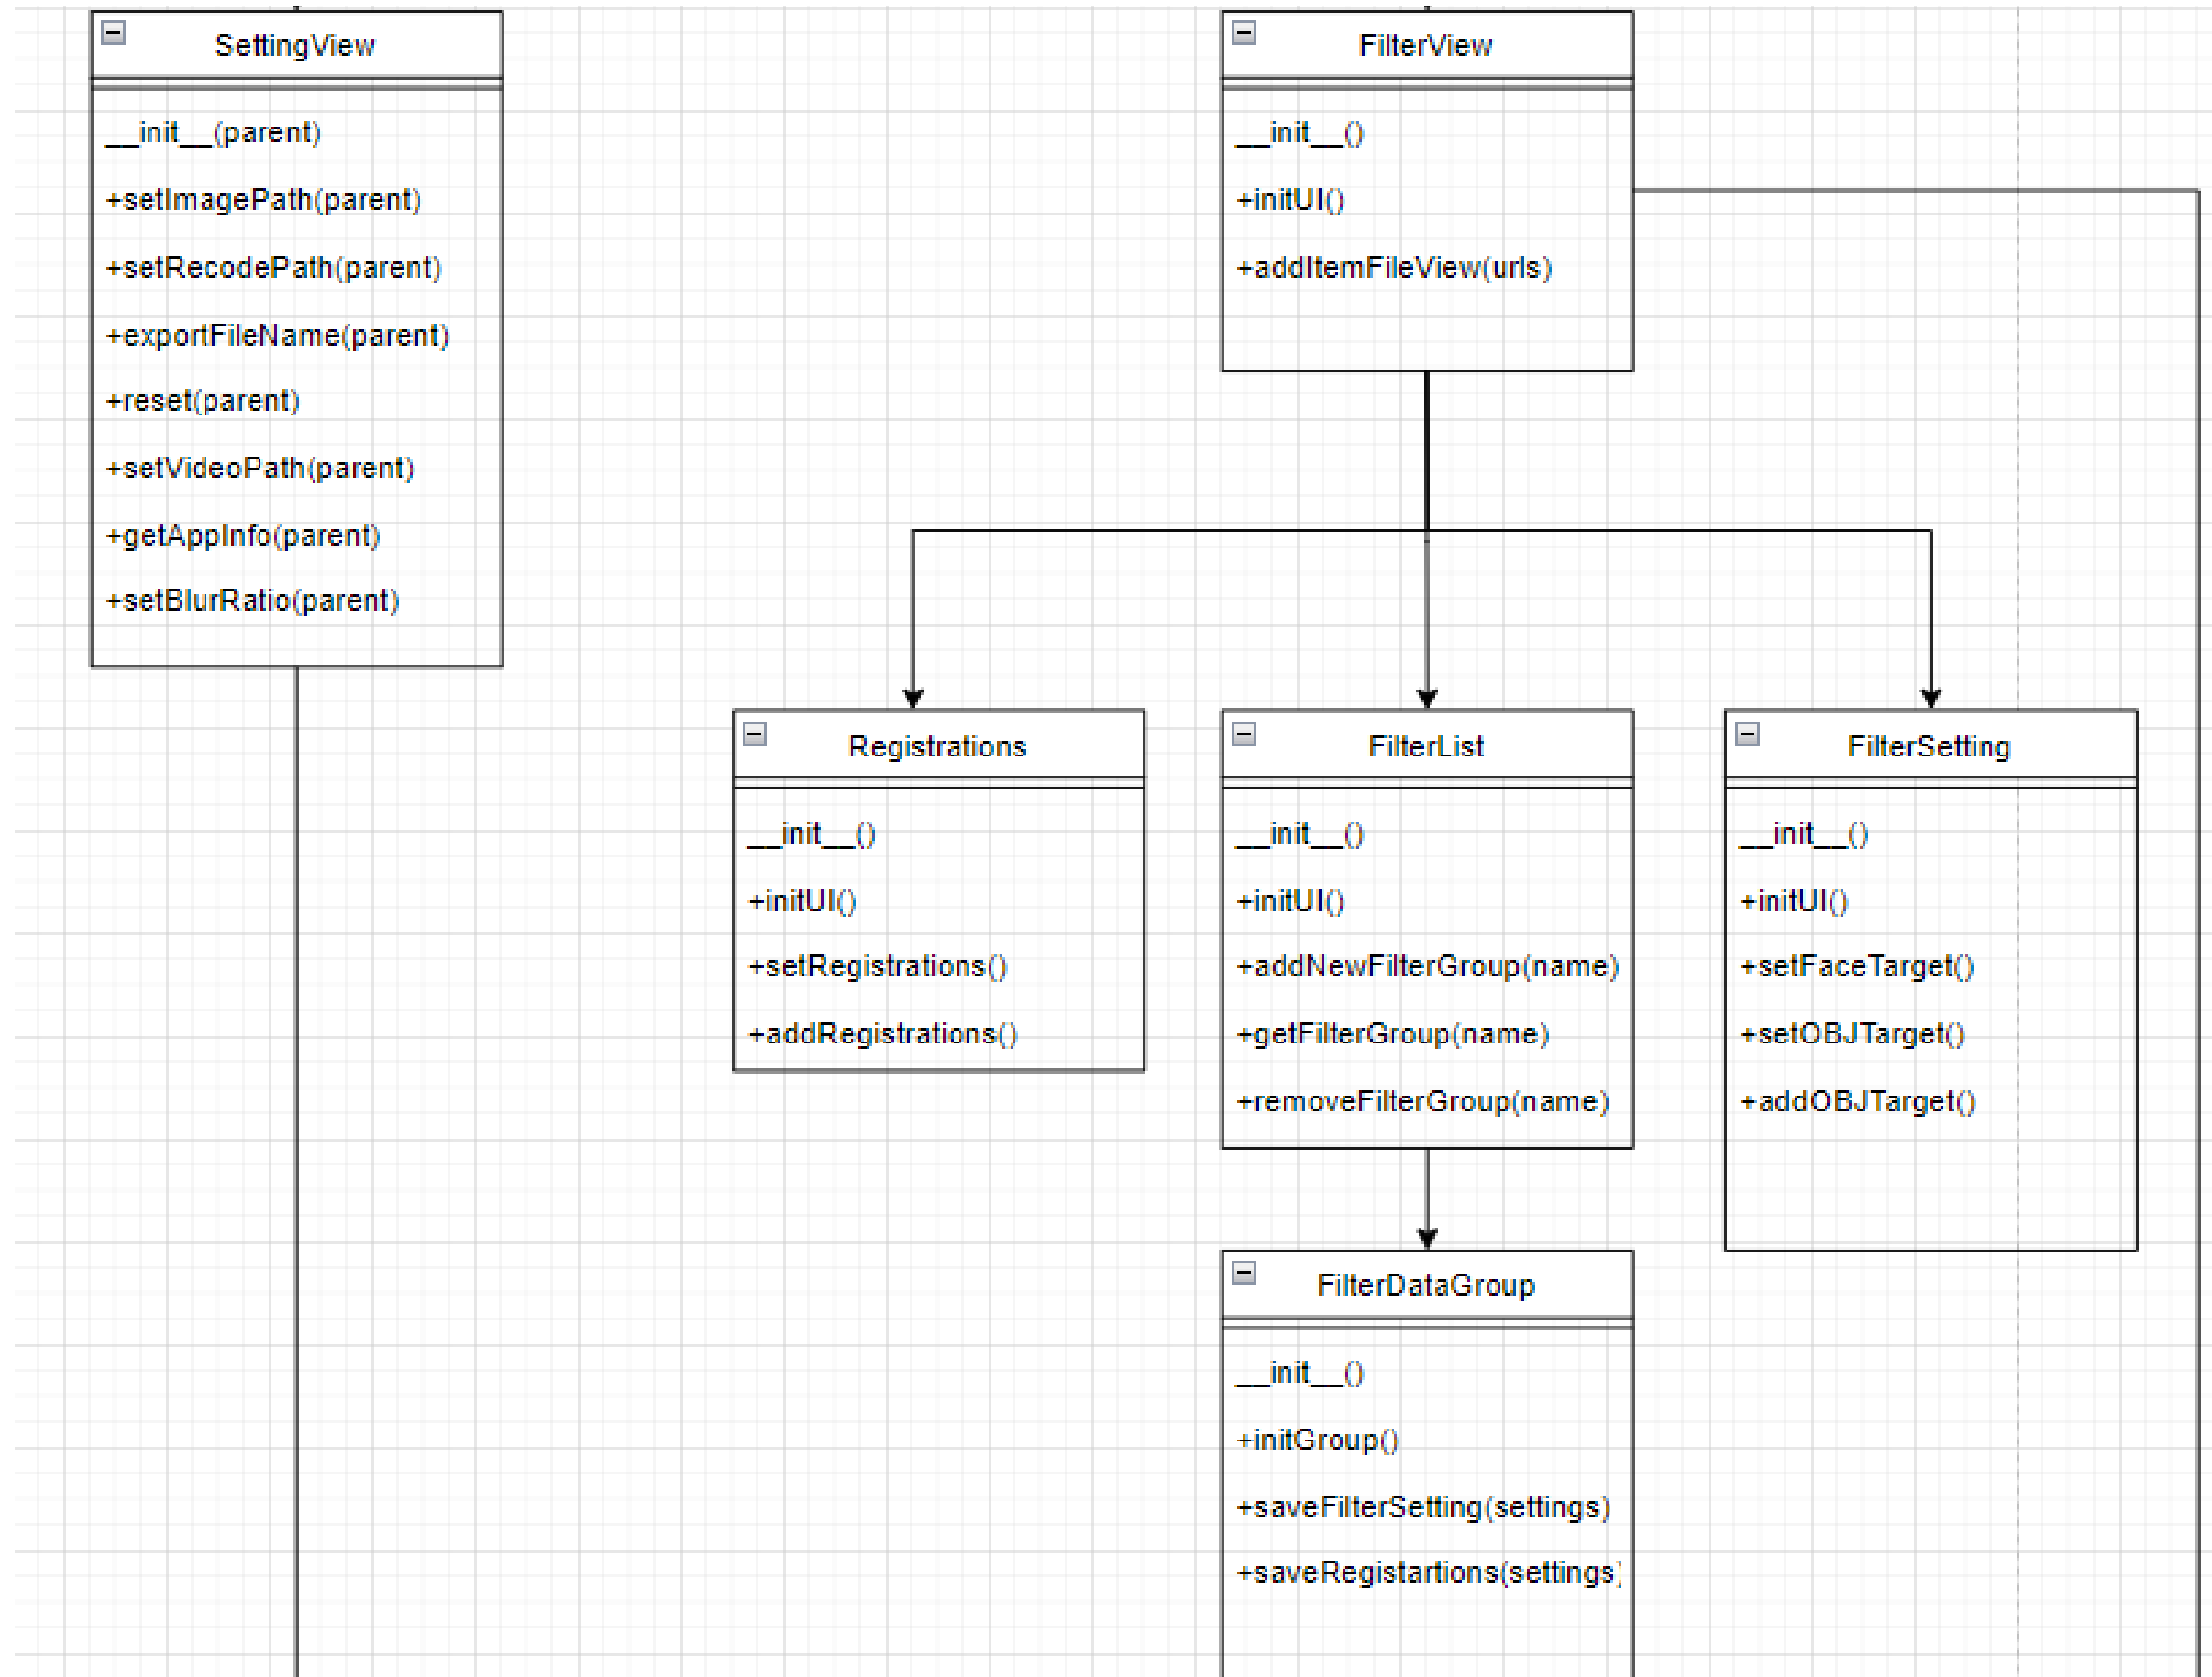 SettingView
__init__(parent)
+setImagePath(parent)
+setRecodePath(parent)
+exportFileName(parent)
+reset(parent)
+setVideoPath(parent)
+getAppInfo(parent)
+setBlurRatio(parent)
FilterView
__init__()
+initUI()
+addItemFileView(urls)
Registrations
__init__()
+initUI()
+setRegistrations()
+addRegistrations()
FilterList
__init__()
+initUI()
+addNewFilterGroup(name)
+getFilterGroup(name)
+removeFilterGroup(name)
FilterSetting
__init__()
+initUI()
+setFaceTarget()
+setOBJTarget()
+addOBJTarget()
FilterDataGroup
__init__()
+initGroup()
+saveFilterSetting(settings)
+saveRegistartions(settings)